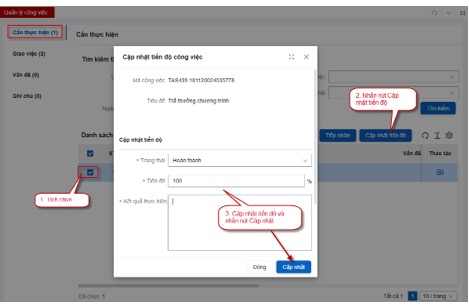 Quản lý công việc
Cần thực hiện (1)
Cần thực hiện
Giao việc (2)
Vấn đề (0)
Ghi chú (0)
Tìm kiếm
Cập nhật tiến độ công việc
Mã công việc TAS439.181120024595778
Tiêu đề Trả thưởng chương trình
2. Nhấn nút Cập
nhật tiến độ
Tìm kiếm
Danh sách
Tiếp nhận
Cập nhật tiến độ
Cập nhật tiến độ
Vấn đề
Thao tác
* Trạng thái Hoàn thành
* Tiến độ 100 %
* Kết quả thực hiện
1. Tích chọn
3. Cập nhật tiến độ và
nhấn nút Cập nhật
Đóng
Cập nhật
Đã chọn: 1
Tất cả 1
1
10 / trang